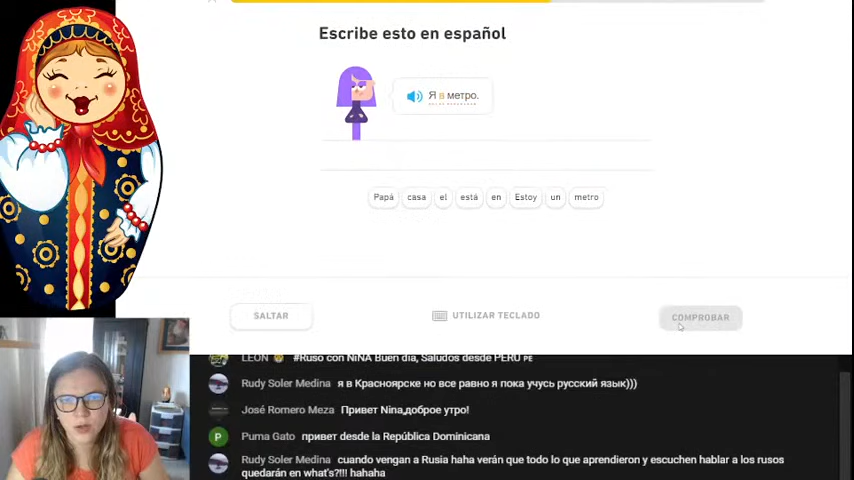 Escribe esto en español
Я в метро.
Papá casa el está en Estoy un metro
SALTAR UTILIZAR TECLADO COMPROBAR
LEON #Ruso con NiNA Buen día, Saludos desde PERU PE
Rudy Soler Medina я в Красноярске но все равно я пока учусь русский язык)))
José Romero Meza Привет Nina,доброе утро!
P Puma Gato привет desde la República Dominicana
Rudy Soler Medina cuando vengan a Rusia haha verán que todo lo que aprendieron y escuchen hablar a los rusos
quedarán en what's?!!! hahaha